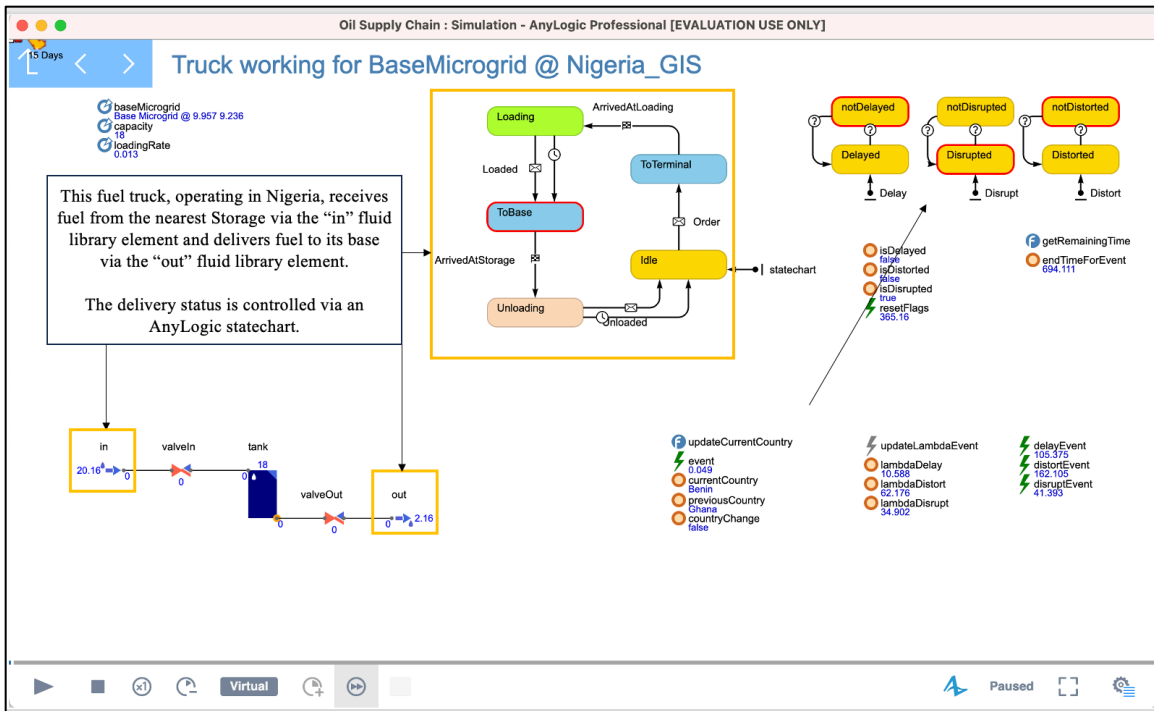 Oil Supply Chain : Simulation - AnyLogic Professional [EVALUATION USE ONLY]
15 Days
Truck working for BaseMicrogrid @ Nigeria_GIS
baseMicrogrid
Base Microgrid @ 9.957 9.236
capacity
18
loadingRate
0.013
This fuel truck, operating in Nigeria, receives
fuel from the nearest Storage via the “in” fluid
library element and delivers fuel to its base
via the “out” fluid library element.
The delivery status is controlled via an
AnyLogic statechart.
Loading
ArrivedAtLoading
Loaded
ToTerminal
ToBase
Order
ArrivedAtStorage
Idle
statechart
Unloading
Unloaded
notDelayed
notDisrupted
notDistorted
?
?
?
?
?
?
Delayed
Disrupted
Distorted
Delay
Disrupt
Distort
isDelayed
false
isDistorted
false
isDisrupted
true
resetFlags
365.16
F getRemainingTime
endTimeForEvent
694.111
in
valveIn
tank
20.16
0
0
0
18
valveOut
out
0
0
0
2.16
F updateCurrentCountry
event
0.049
currentCountry
Benin
previousCountry
Ghana
countryChange
false
updateLambdaEvent
lambdaDelay
10.588
lambdaDistort
62.176
lambdaDisrupt
34.902
delayEvent
105.375
distortEvent
162.105
disruptEvent
41.393
x1
Virtual
Paused